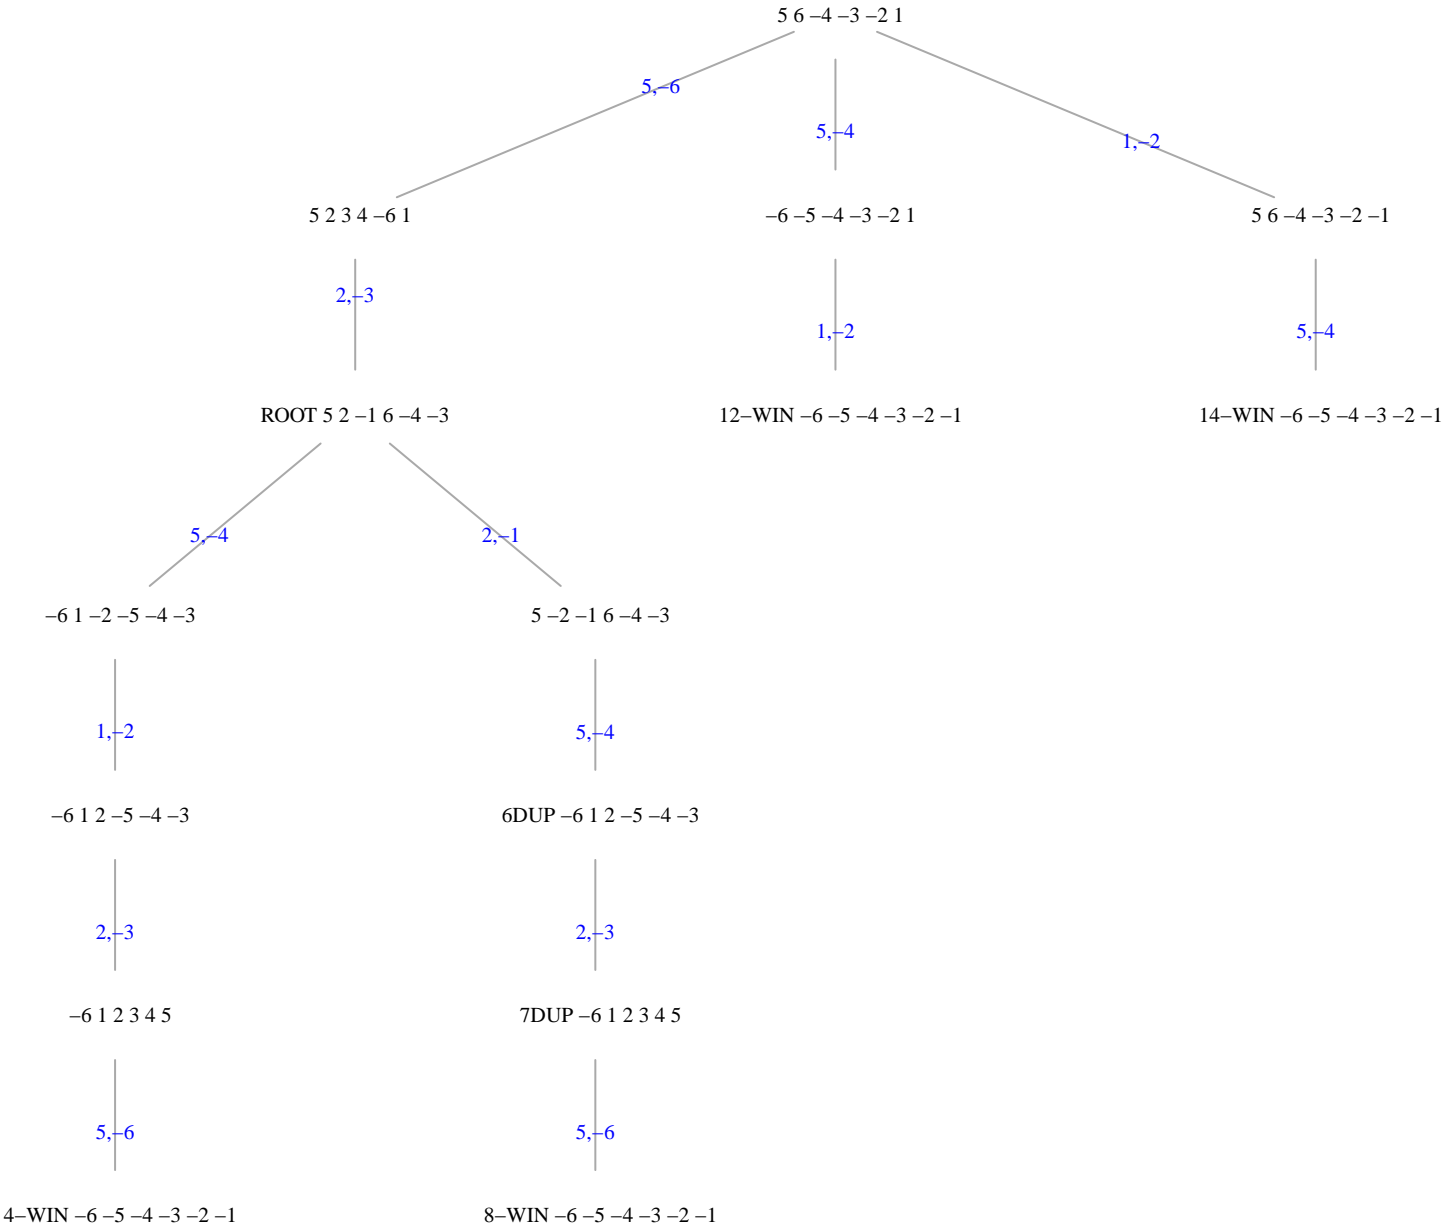 5 6 −4 −3 −2 1
5,−6
5,−4
1,−2
5 2 3 4 −6 1
−6 −5 −4 −3 −2 1
5 6 −4 −3 −2 −1
2,−3
1,−2
5,−4
ROOT 5 2 −1 6 −4 −3
12−WIN −6 −5 −4 −3 −2 −1
14−WIN −6 −5 −4 −3 −2 −1
5,−4
2,−1
−6 1 −2 −5 −4 −3
5 −2 −1 6 −4 −3
1,−2
5,−4
−6 1 2 −5 −4 −3
6DUP −6 1 2 −5 −4 −3
2,−3
2,−3
−6 1 2 3 4 5
7DUP −6 1 2 3 4 5
5,−6
5,−6
4−WIN −6 −5 −4 −3 −2 −1
8−WIN −6 −5 −4 −3 −2 −1